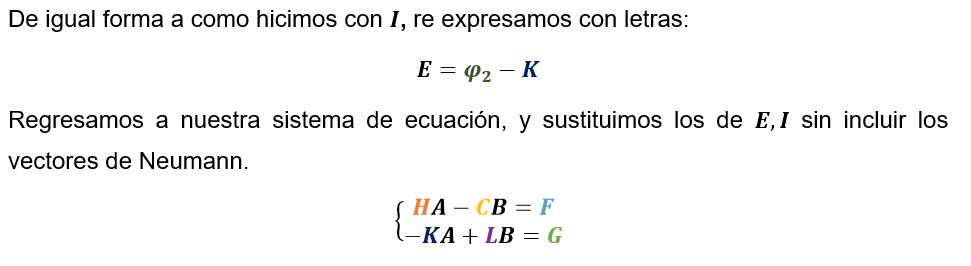 De igual forma a como hicimos con I, re expresamos con letras:
E = φ₂ − K
Regresamos a nuestra sistema de ecuación, y sustituimos los de E, I sin incluir los
vectores de Neumann.
{ HA − CB = F
−KA + LB = G